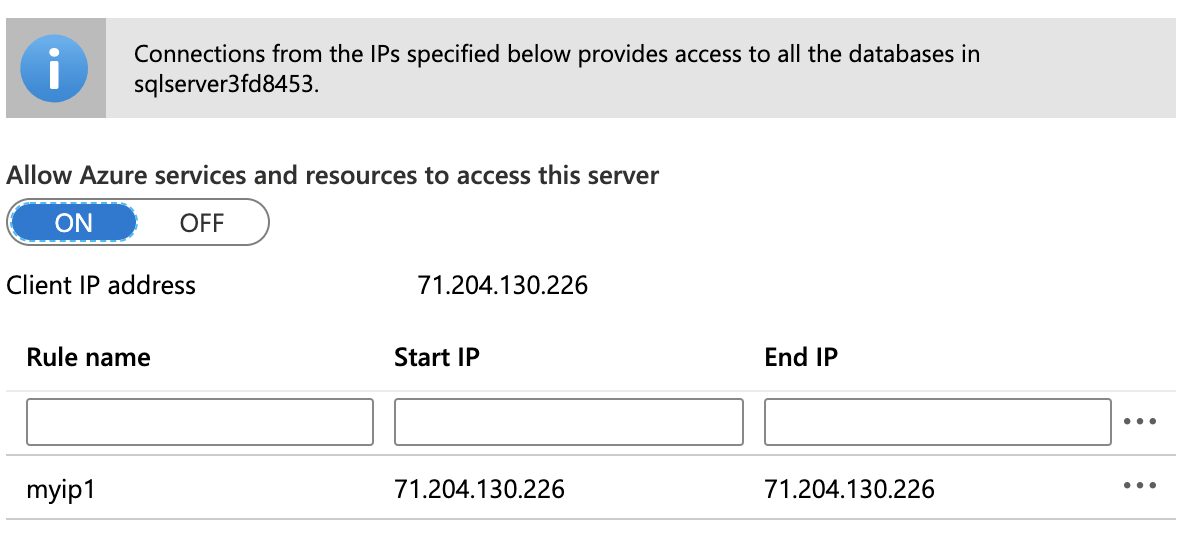 Connections from the IPs specified below provides access to all the databases in
sqlserver3fd8453.
Allow Azure services and resources to access this server
ON OFF
Client IP address 71.204.130.226
Rule name Start IP End IP
myip1 71.204.130.226 71.204.130.226